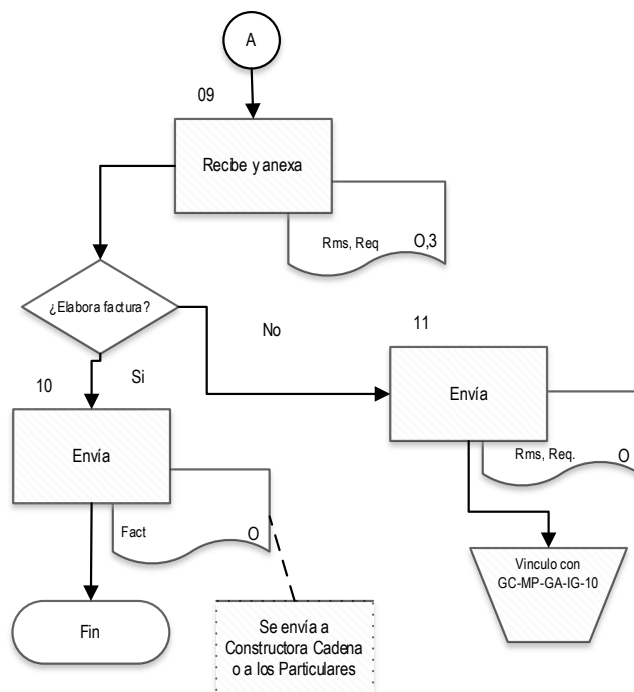 A
09
Recibe y anexa
Rms, Req
O,3
¿Elabora factura?
No
11
Si
10
Envía
Rms, Req.
O
Envía
Fact
O
Vinculo con
GC-MP-GA-IG-10
Fin
Se envía a
Constructora Cadena
o a los Particulares